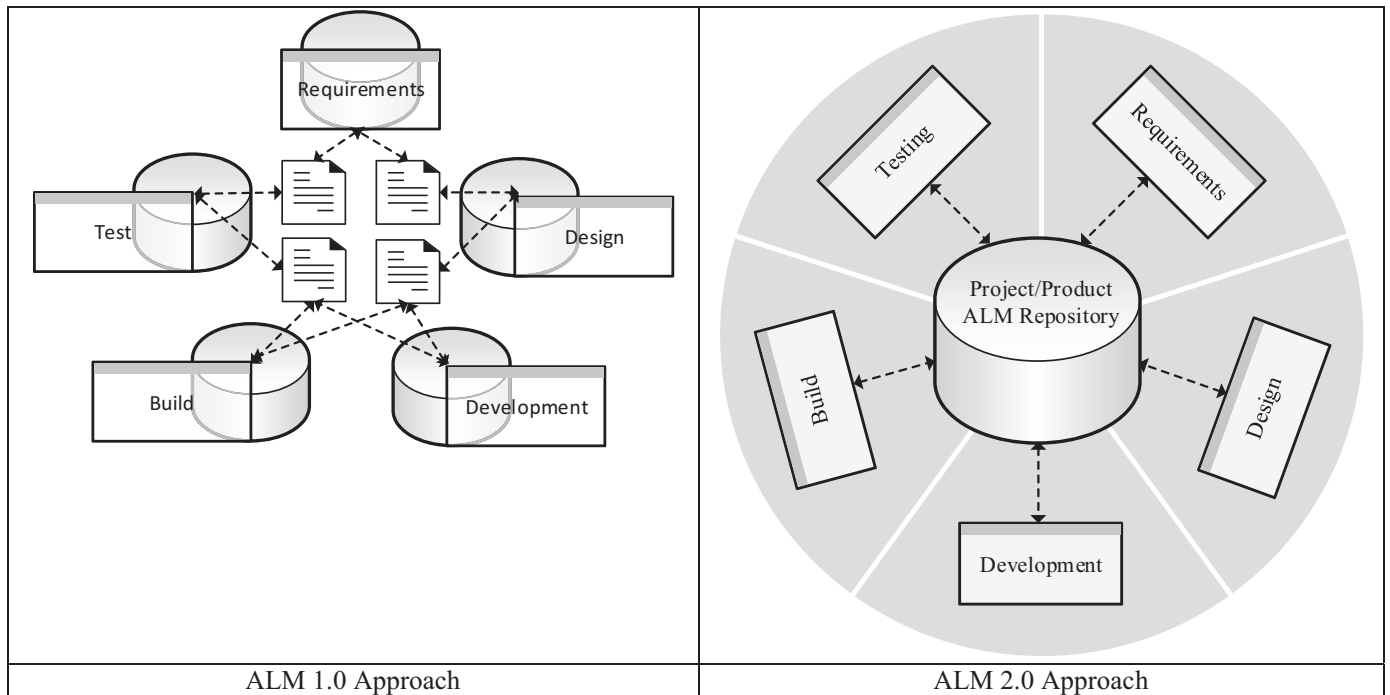 Requirements
Test
Design
Build
Development
ALM 1.0 Approach
Testing
Requirements
Project/Product
ALM Repository
Build
Design
Development
ALM 2.0 Approach